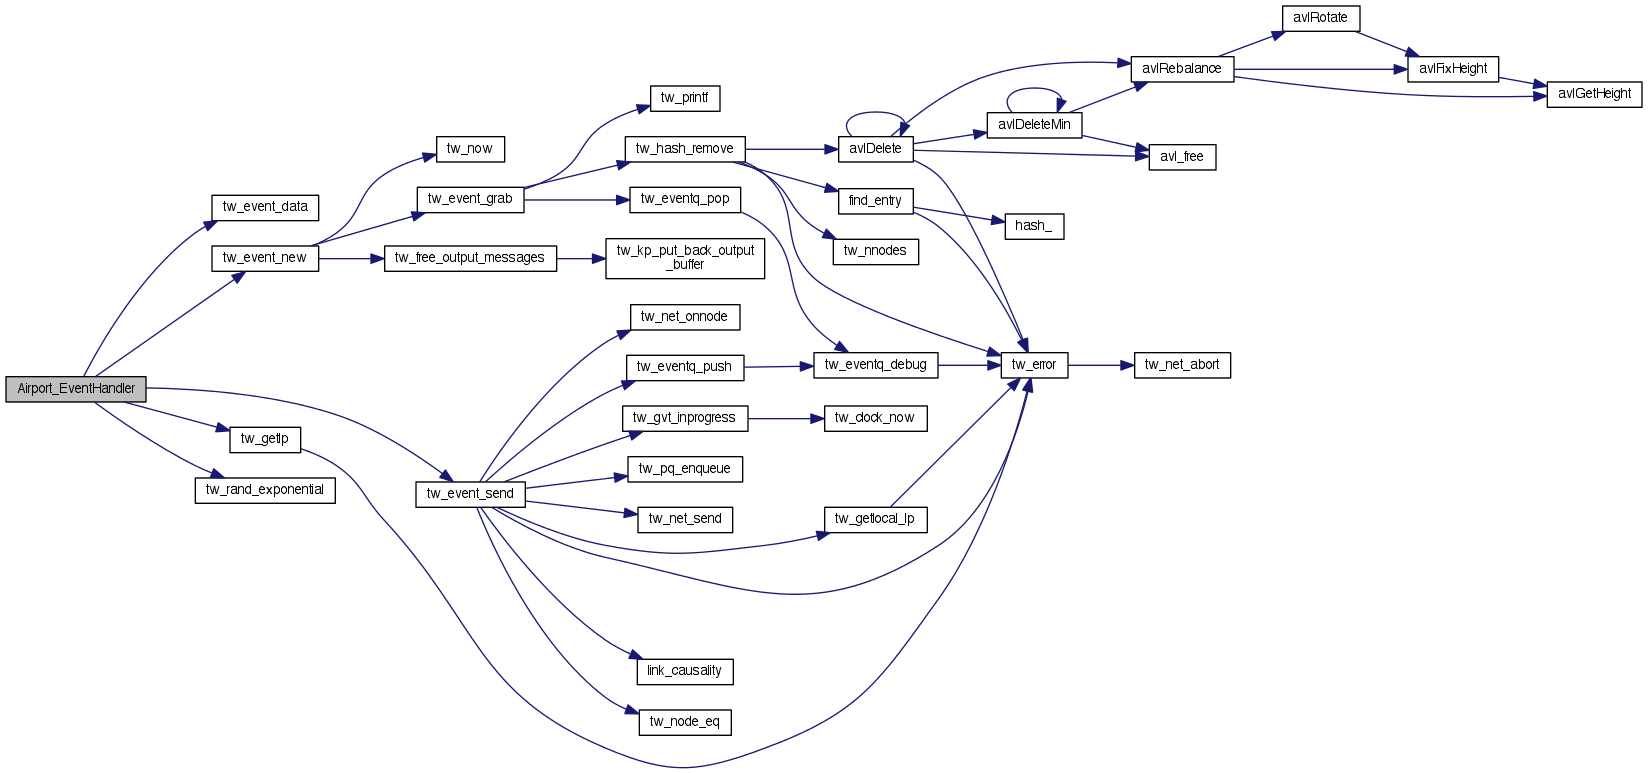 avlRotate
avlRebalance
avlFixHeight
avlGetHeight
tw_printf
avlDeleteMin
tw_now
tw_hash_remove
avlDelete
avl_free
tw_event_data
tw_event_grab
tw_eventq_pop
find_entry
hash_
tw_event_new
tw_free_output_messages
tw_kp_put_back_output
_buffer
tw_nnodes
tw_net_onnode
tw_eventq_push
tw_eventq_debug
tw_error
tw_net_abort
Airport_EventHandler
tw_gvt_inprogress
tw_clock_now
tw_getlp
tw_pq_enqueue
tw_rand_exponential
tw_event_send
tw_net_send
tw_getlocal_lp
link_causality
tw_node_eq